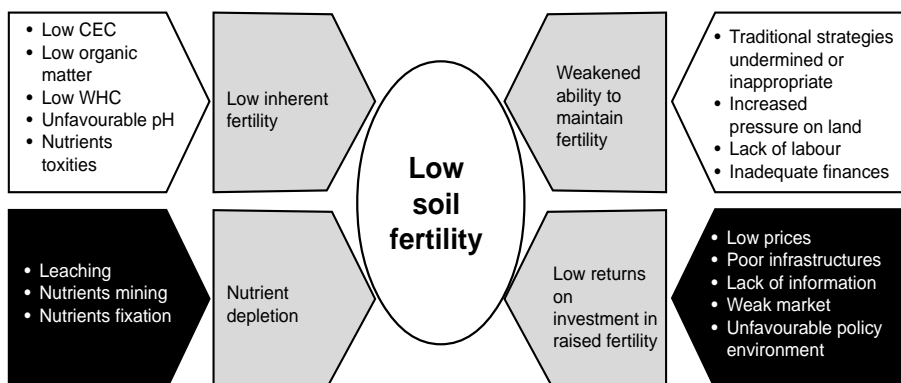 • Low CEC
• Low organic
matter
• Low WHC
• Unfavourable pH
• Nutrients
toxities
Low inherent
fertility
Low
soil
fertility
Weakened
ability to
maintain
fertility
• Traditional strategies
undermined or
inappropriate
• Increased
pressure on land
• Lack of labour
• Inadequate finances
• Leaching
• Nutrients mining
• Nutrients fixation
Nutrient
depletion
Low returns
on
investment in
raised fertility
• Low prices
• Poor infrastructures
• Lack of information
• Weak market
• Unfavourable policy
environment